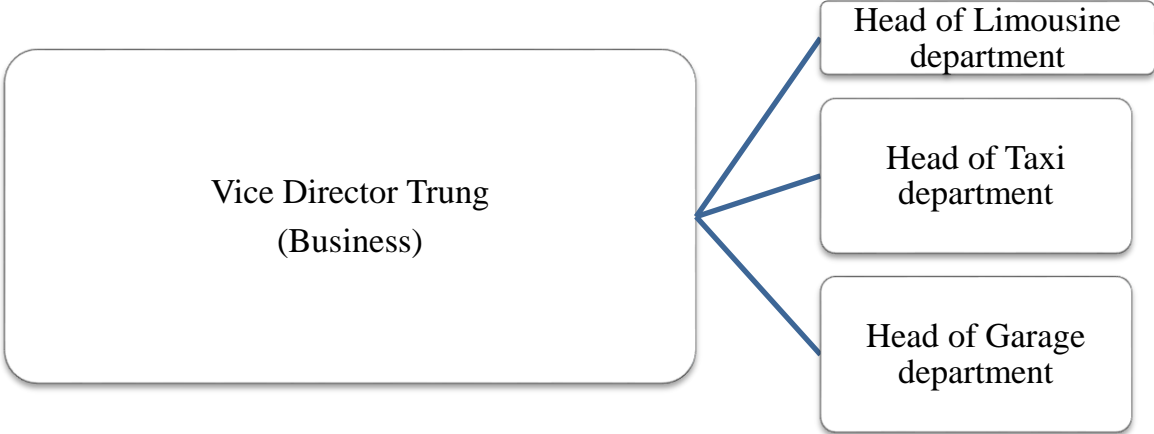 Vice Director Trung
(Business)
Head of Limousine
department
Head of Taxi
department
Head of Garage
department